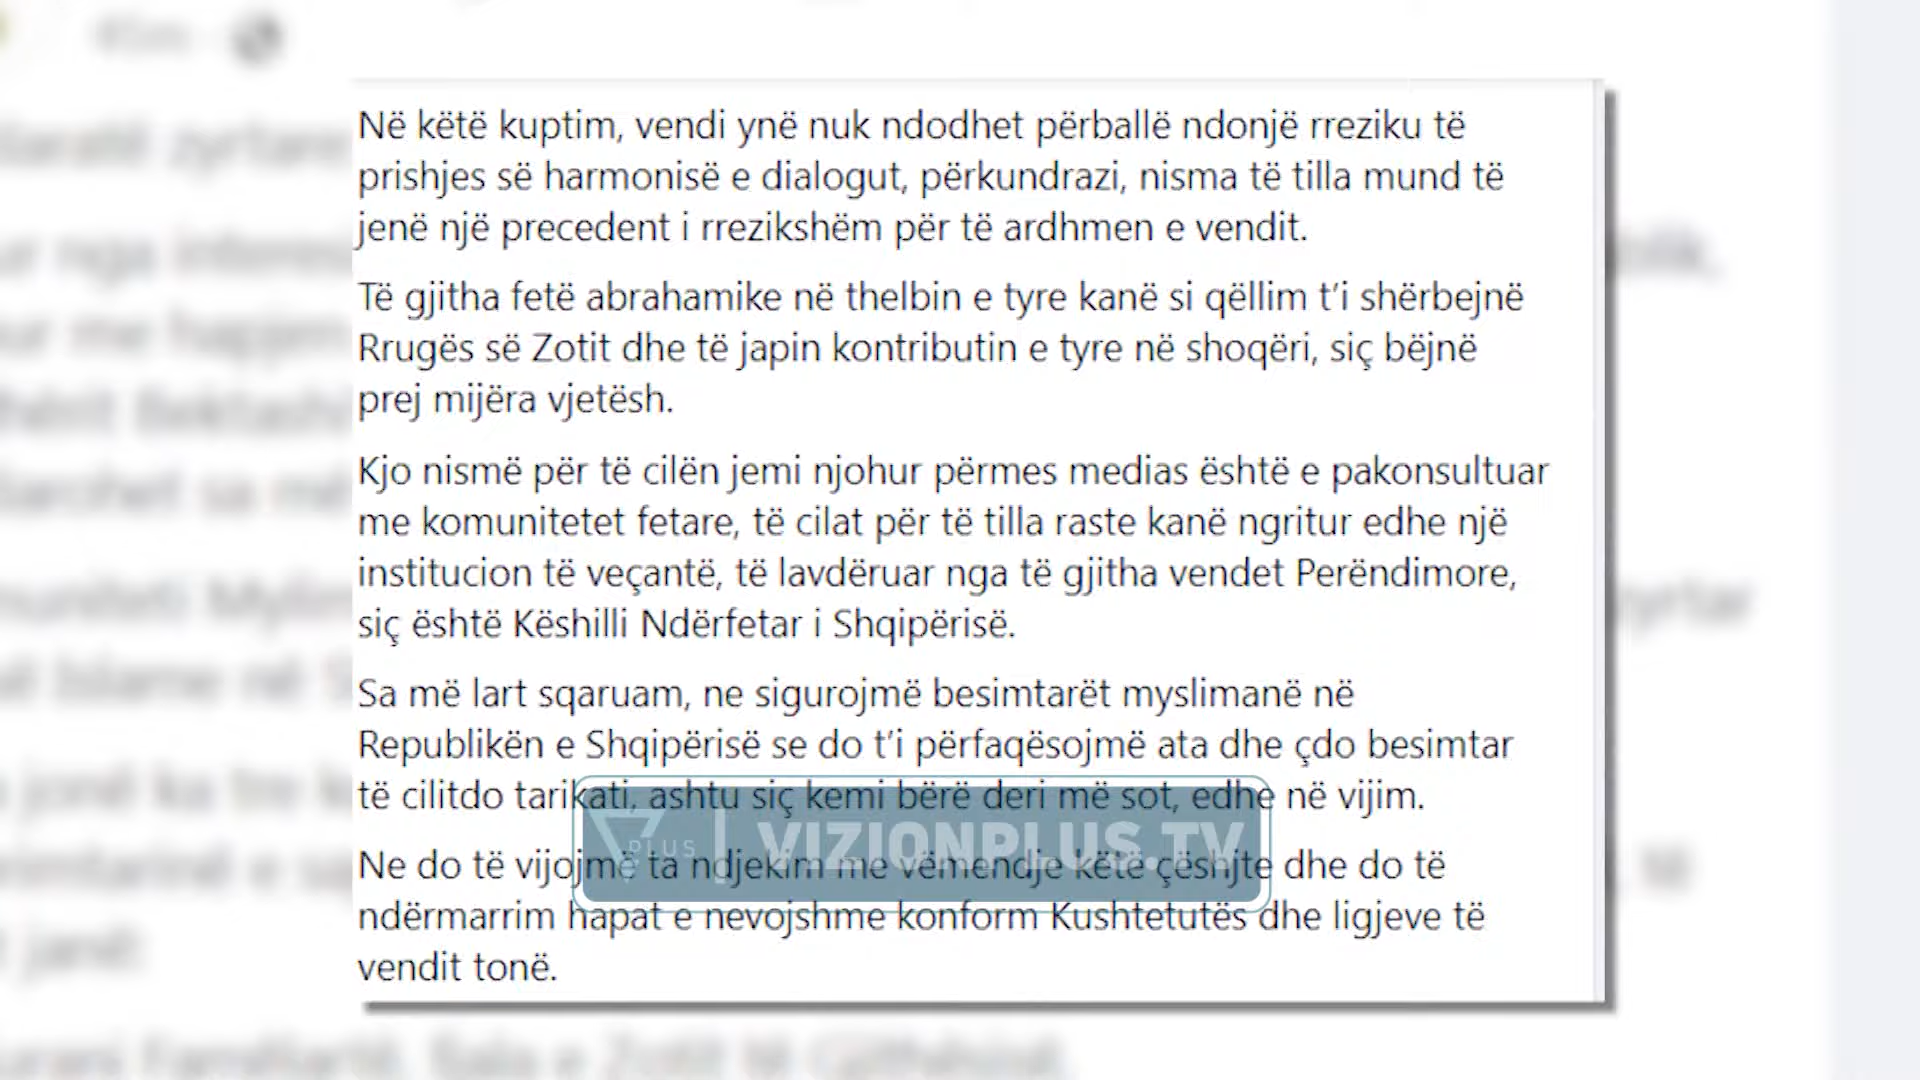 Në këtë kuptim, vendi ynë nuk ndodhet përballë ndonjë rreziku të
prishjes së harmonisë e dialogut, përkundrazi, nisma të tilla mund të
jenë një precedent i rrezikshëm për të ardhmen e vendit.
Të gjitha fetë abrahamike në thelbin e tyre kanë si qëllim t'i shërbejnë
Rrugës së Zotit dhe të japin kontributin e tyre në shoqëri, siç bëjnë
prej mijëra vjetësh.
Kjo nismë për të cilën jemi njohur përmes medias është e pakonsultuar
me komunitetet fetare, të cilat për të tilla raste kanë ngritur edhe një
institucion të veçantë, të lavdëruar nga të gjitha vendet Perëndimore,
siç është Këshilli Ndërfetar i Shqipërisë.
Sa më lart sqaruam, ne sigurojmë besimtarët myslimanë në
Republikën e Shqipërisë se do t'i përfaqësojmë ata dhe çdo besimtar
të cilitdo tarikati, ashtu siç kemi bërë deri më sot, edhe në vijim.
PLUS | VIZIONPLUS.TV
Ne do të vijojmë ta ndjekim me vëmendje këtë çështje dhe do të
ndërmarrim hapat e nevojshme konform Kushtetutës dhe ligjeve të
vendit tonë.